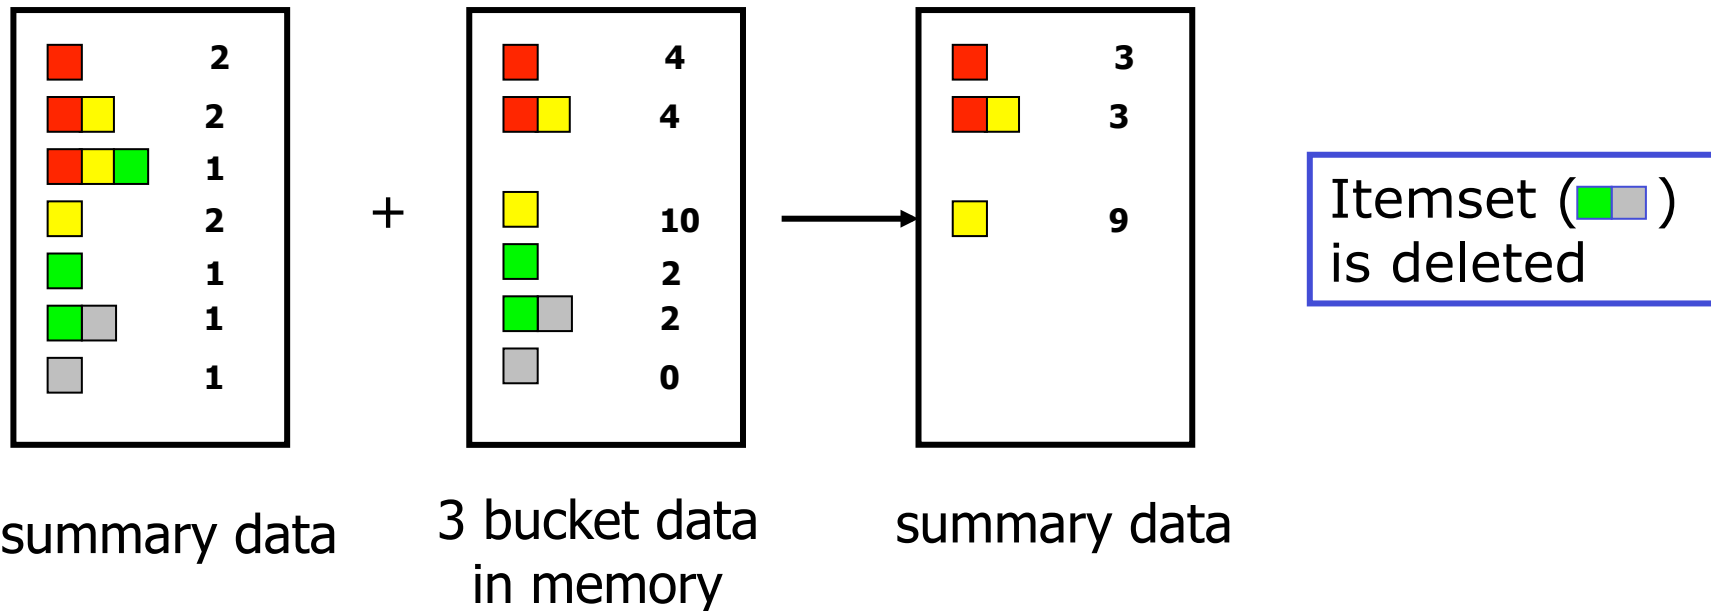 2
2
1
2
1
1
1
+
4
4
10
2
2
0
3
3
9
Itemset ( )
is deleted
summary data
3 bucket data
in memory
summary data